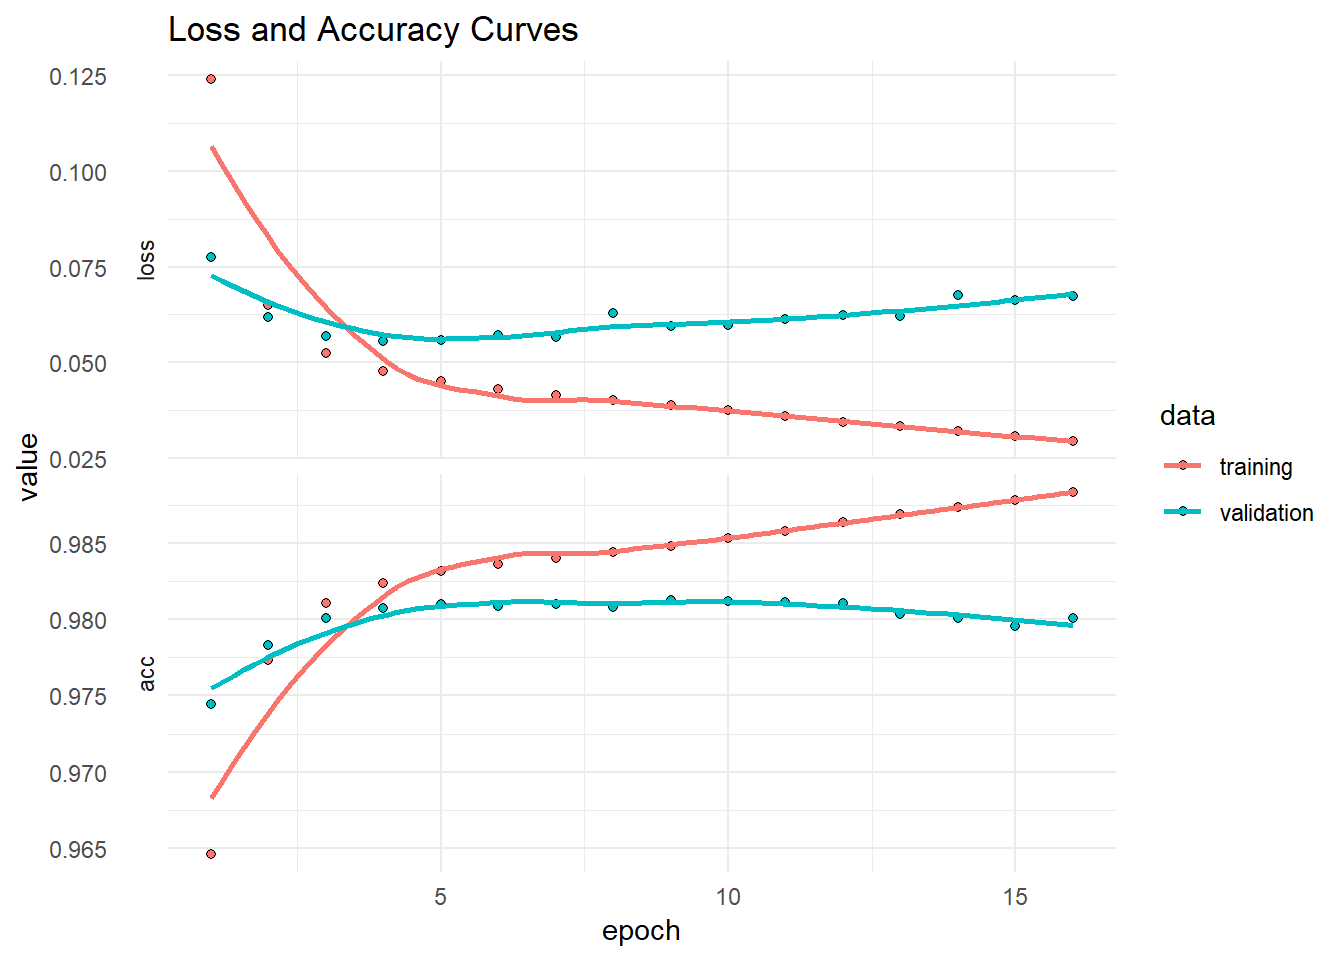 Loss and Accuracy Curves
0.125
0.100
0.075
0.050
0.025
loss
value
0.985
0.980
0.975
0.970
0.965
acc
5 10 15
epoch
data
training
validation